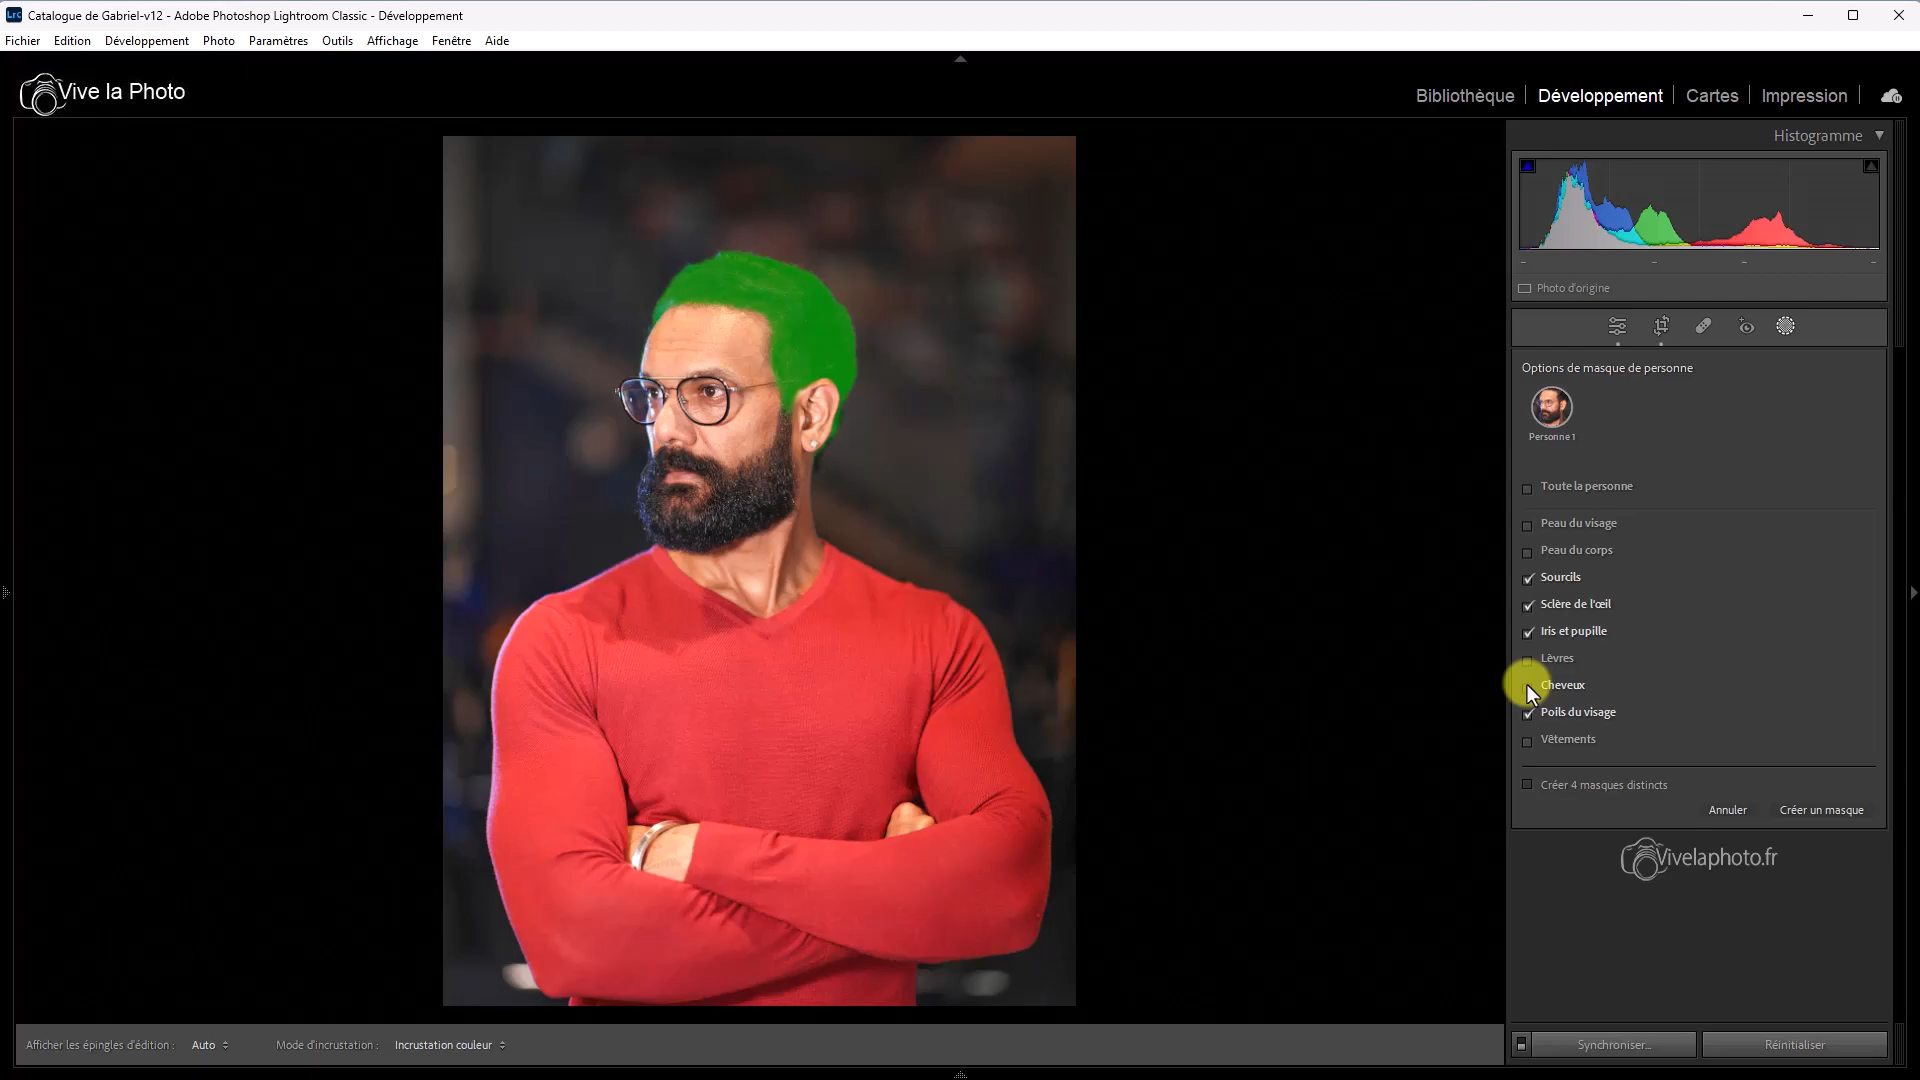 Lrc Catalogue de Gabriel-v12 - Adobe Photoshop Lightroom Classic - Développement
Fichier Edition Développement Photo Paramètres Outils Affichage Fenêtre Aide
Vive la Photo
Bibliothèque Développement Cartes Impression
Histogramme
Photo d'origine
Options de masque de personne
Personne 1
Toute la personne
Peau du visage
Peau du corps
Sourcils
Sclère de l'œil
Iris et pupille
Lèvres
Cheveux
Poils du visage
Vêtements
Créer 4 masques distincts
Annuler Créer un masque
Vivelaphoto.fr
Afficher les épingles d'édition : Auto Mode d'incrustation : Incrustation couleur
Synchroniser... Réinitialiser